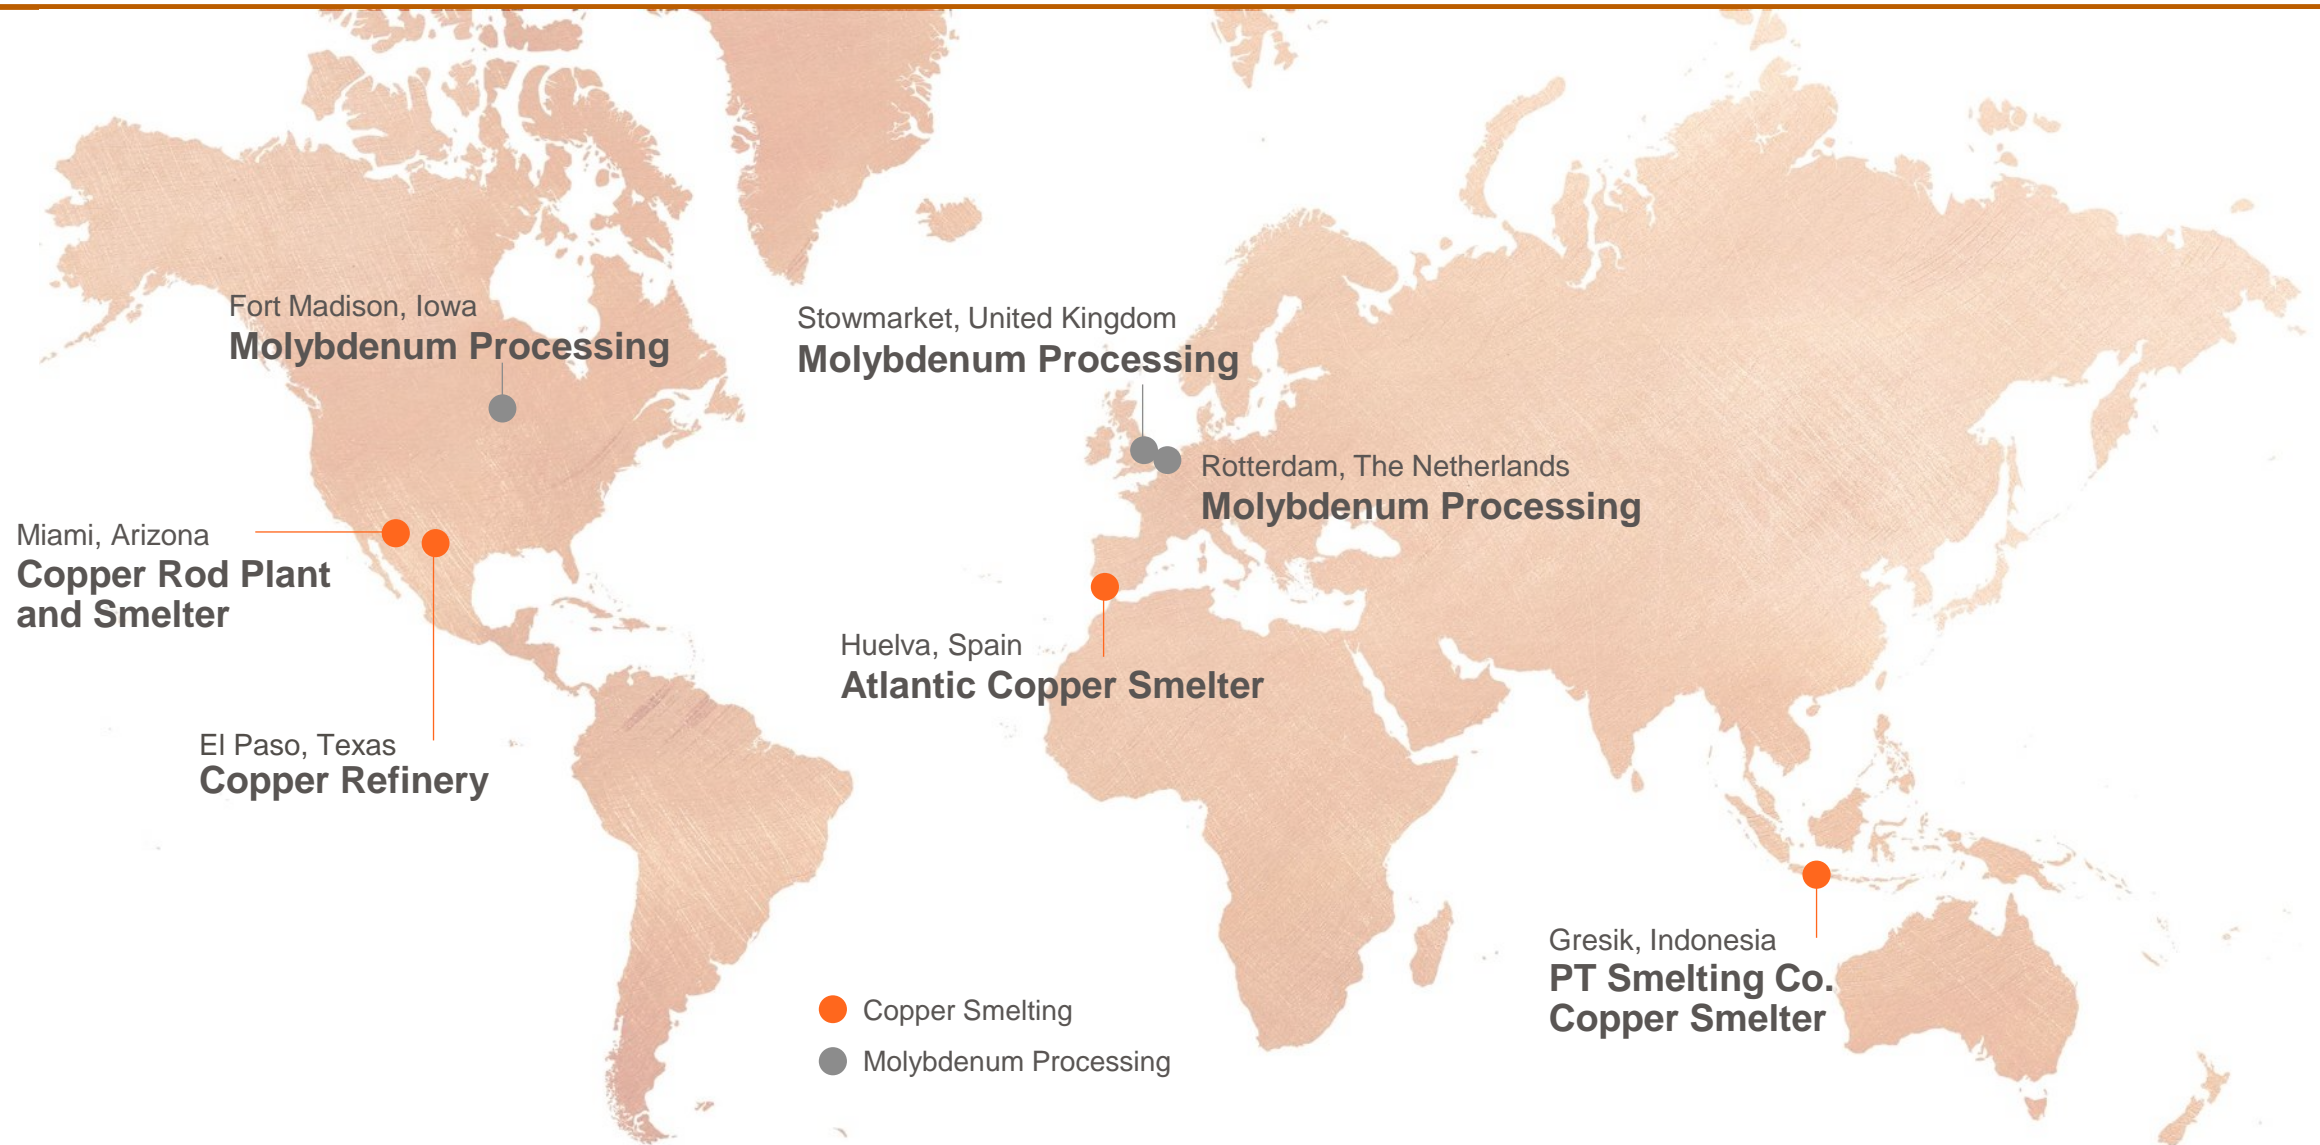 Fort Madison, Iowa
Molybdenum Processing
Stowmarket, United Kingdom
Molybdenum Processing
Rotterdam, The Netherlands
Molybdenum Processing
Miami, Arizona
Copper Rod Plant
and Smelter
Huelva, Spain
Atlantic Copper Smelter
El Paso, Texas
Copper Refinery
Gresik, Indonesia
PT Smelting Co.
Copper Smelter
Copper Smelting
Molybdenum Processing